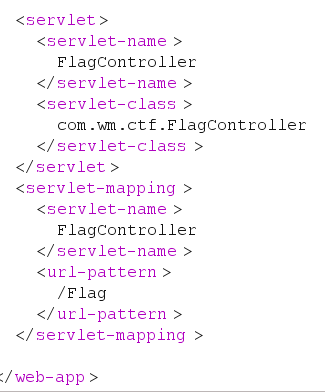 <servlet>
<servlet-name>
FlagController
</servlet-name>
<servlet-class>
com.wm.ctf.FlagController
</servlet-class>
</servlet>
<servlet-mapping>
<servlet-name>
FlagController
</servlet-name>
<url-pattern>
/Flag
</url-pattern>
</servlet-mapping>
</web-app>